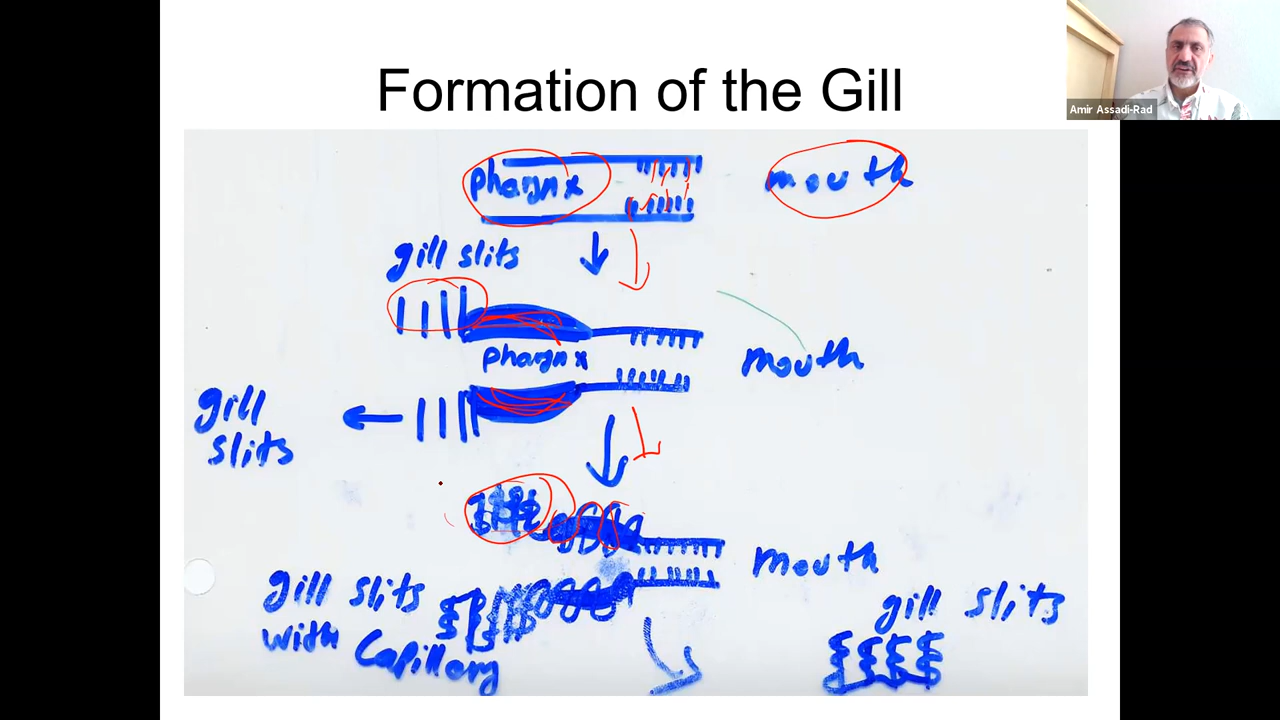 Formation of the Gill
Amir Assadi-Rad
pharynx
mouth
gill slits
pharynx
mouth
gill
slits
mouth
gill slits
with Capillary
gill slits